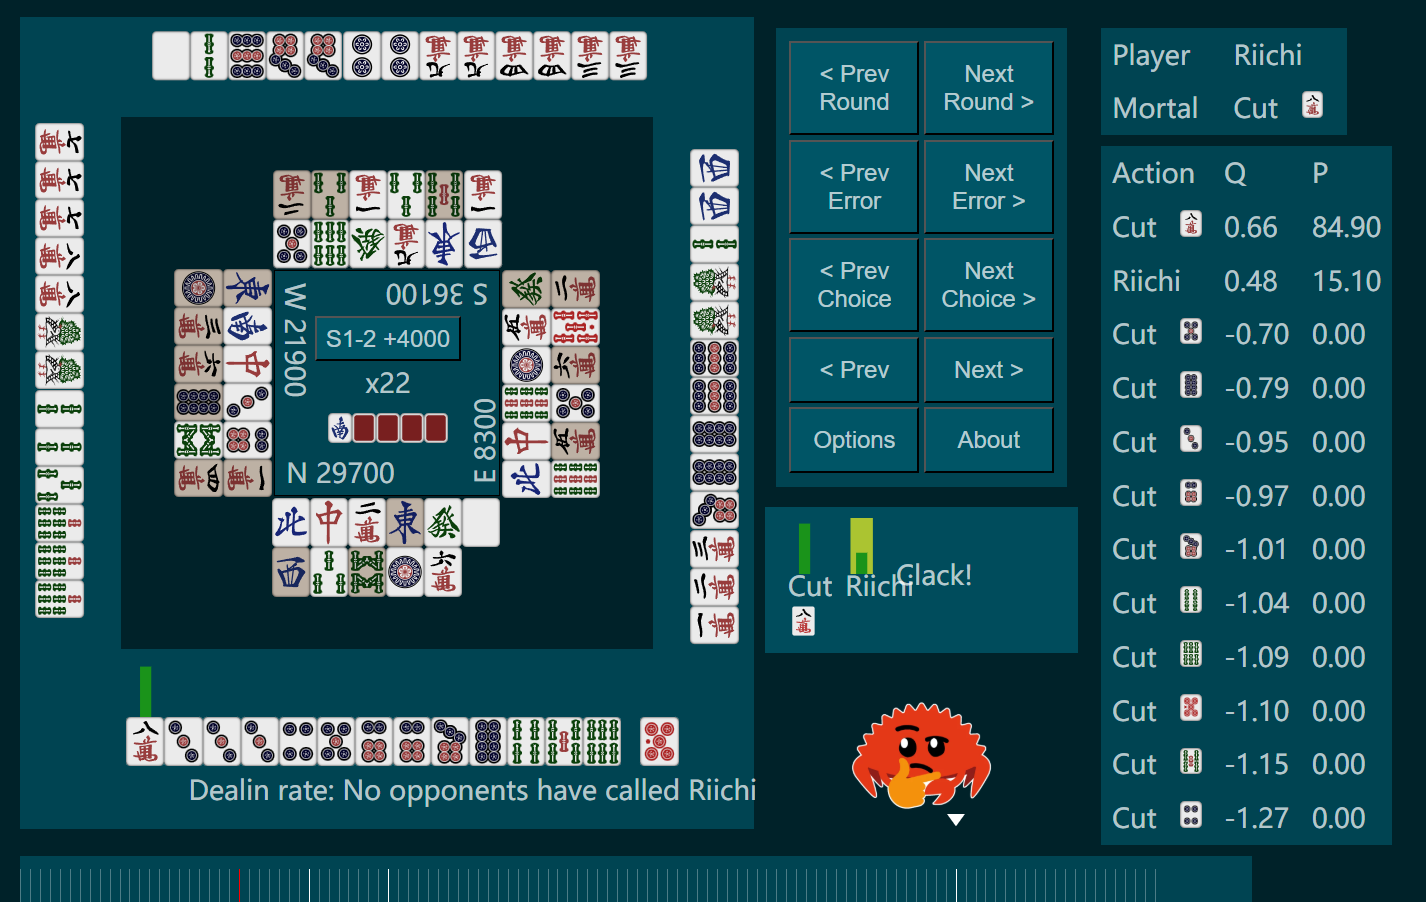 W 21900
S 36100
S1-2 +4000
x22
N 29700
E 8300
Dealin rate: No opponents have called Riichi
< Prev
Round
Next
Round >
< Prev
Error
Next
Error >
< Prev
Choice
Next
Choice >
< Prev
Next >
Options
About
Cut
Riichi
Clack!
Player Riichi
Mortal Cut
Action Q P
Cut 0.66 84.90
Riichi 0.48 15.10
Cut -0.70 0.00
Cut -0.79 0.00
Cut -0.95 0.00
Cut -0.97 0.00
Cut -1.01 0.00
Cut -1.04 0.00
Cut -1.09 0.00
Cut -1.10 0.00
Cut -1.15 0.00
Cut -1.27 0.00